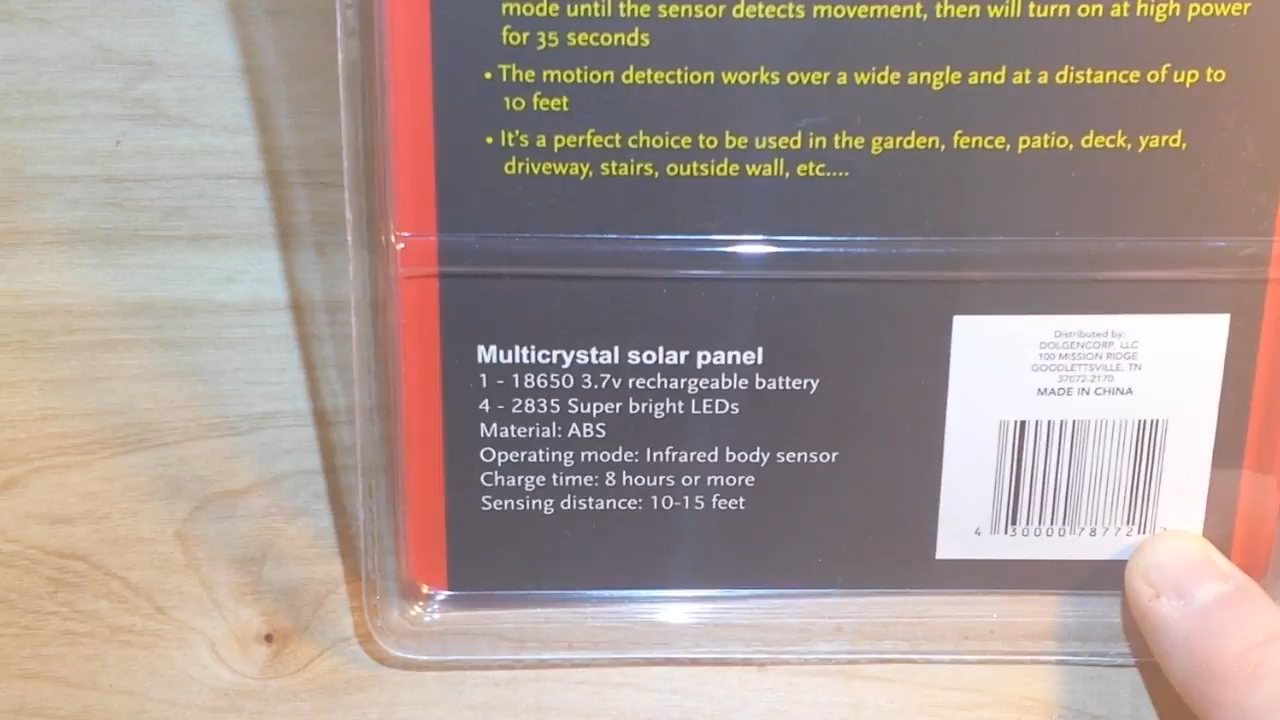 mode until the sensor detects movement, then will turn on at high power
for 35 seconds
• The motion detection works over a wide angle and at a distance of up to
10 feet
• It's a perfect choice to be used in the garden, fence, patio, deck, yard,
driveway, stairs, outside wall, etc....
Multicrystal solar panel
1 - 18650 3.7v rechargeable battery
4 - 2835 Super bright LEDs
Material: ABS
Operating mode: Infrared body sensor
Charge time: 8 hours or more
Sensing distance: 10-15 feet
Distributed by:
DOLGENCORP, LLC
100 MISSION RIDGE
GOODLETTSVILLE, TN
37072-2170
MADE IN CHINA
4 30000 78772